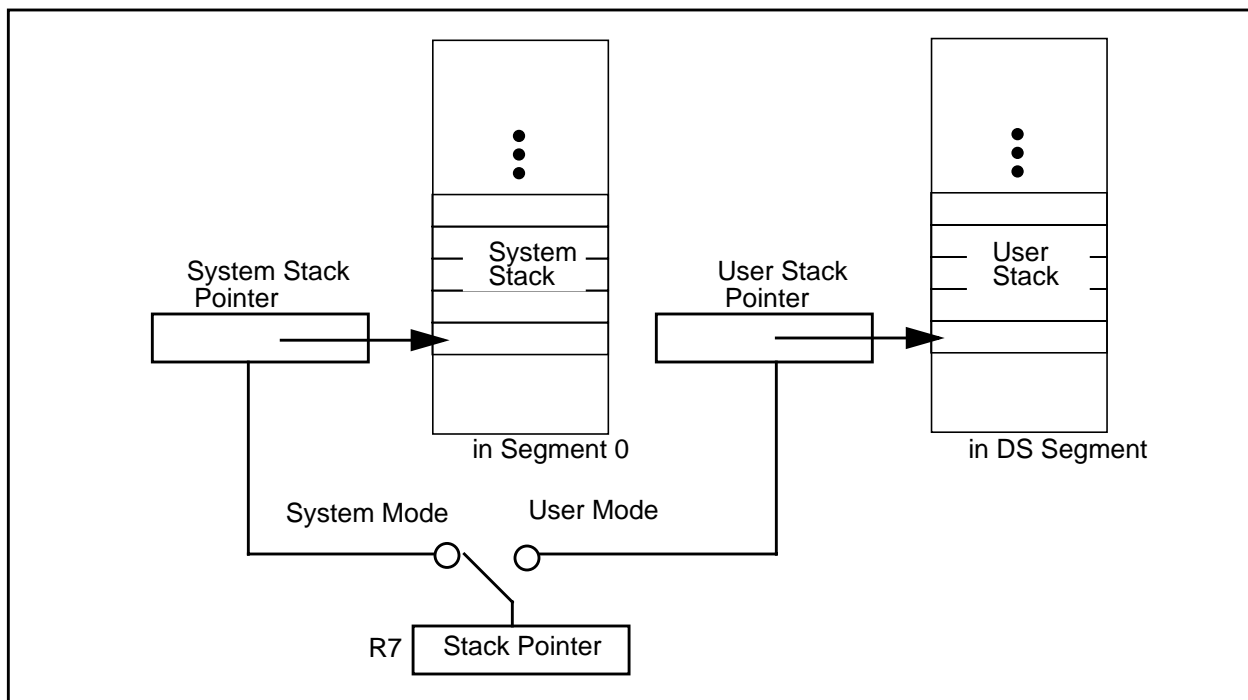 System
Stack
User
Stack
System Stack
Pointer
User Stack
Pointer
in Segment 0
in DS Segment
System Mode
User Mode
R7
Stack Pointer